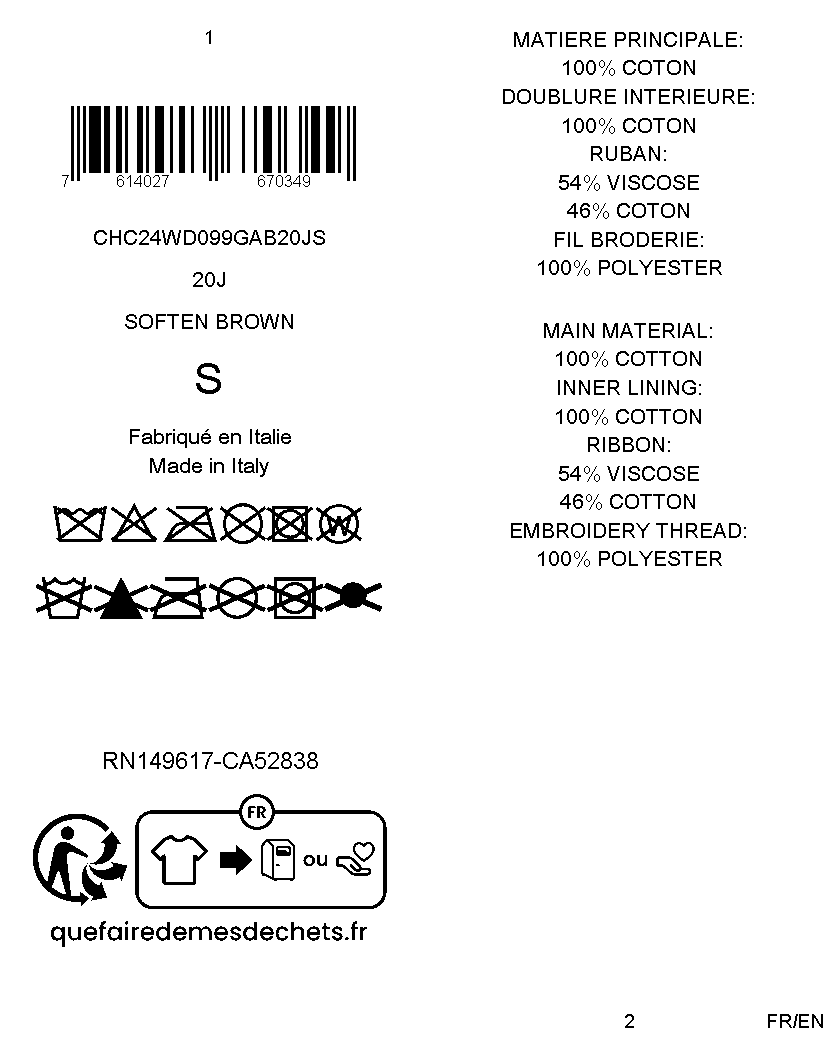 1
7 614027 670349
CHC24WD099GAB20JS
20J
SOFTEN BROWN
S
Fabriqué en Italie
Made in Italy
W
RN149617-CA52838
FR
ou
quefairedemesdechets.fr
MATIERE PRINCIPALE:
100% COTON
DOUBLURE INTERIEURE:
100% COTON
RUBAN:
54% VISCOSE
46% COTON
FIL BRODERIE:
100% POLYESTER
MAIN MATERIAL:
100% COTTON
INNER LINING:
100% COTTON
RIBBON:
54% VISCOSE
46% COTTON
EMBROIDERY THREAD:
100% POLYESTER
2
FR/EN